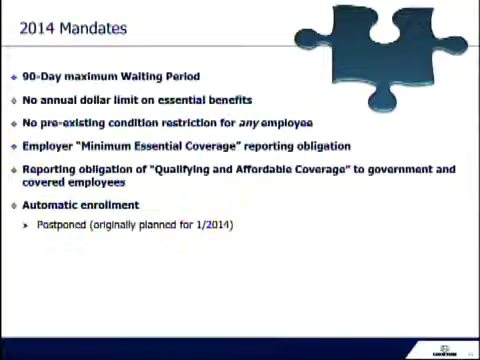 2014 Mandates
90-Day maximum Waiting Period
No annual dollar limit on essential benefits
No pre-existing condition restriction for any employee
Employer “Minimum Essential Coverage” reporting obligation
Reporting obligation of “Qualifying and Affordable Coverage” to government and
covered employees
Automatic enrollment
Postponed (originally planned for 1/2014)